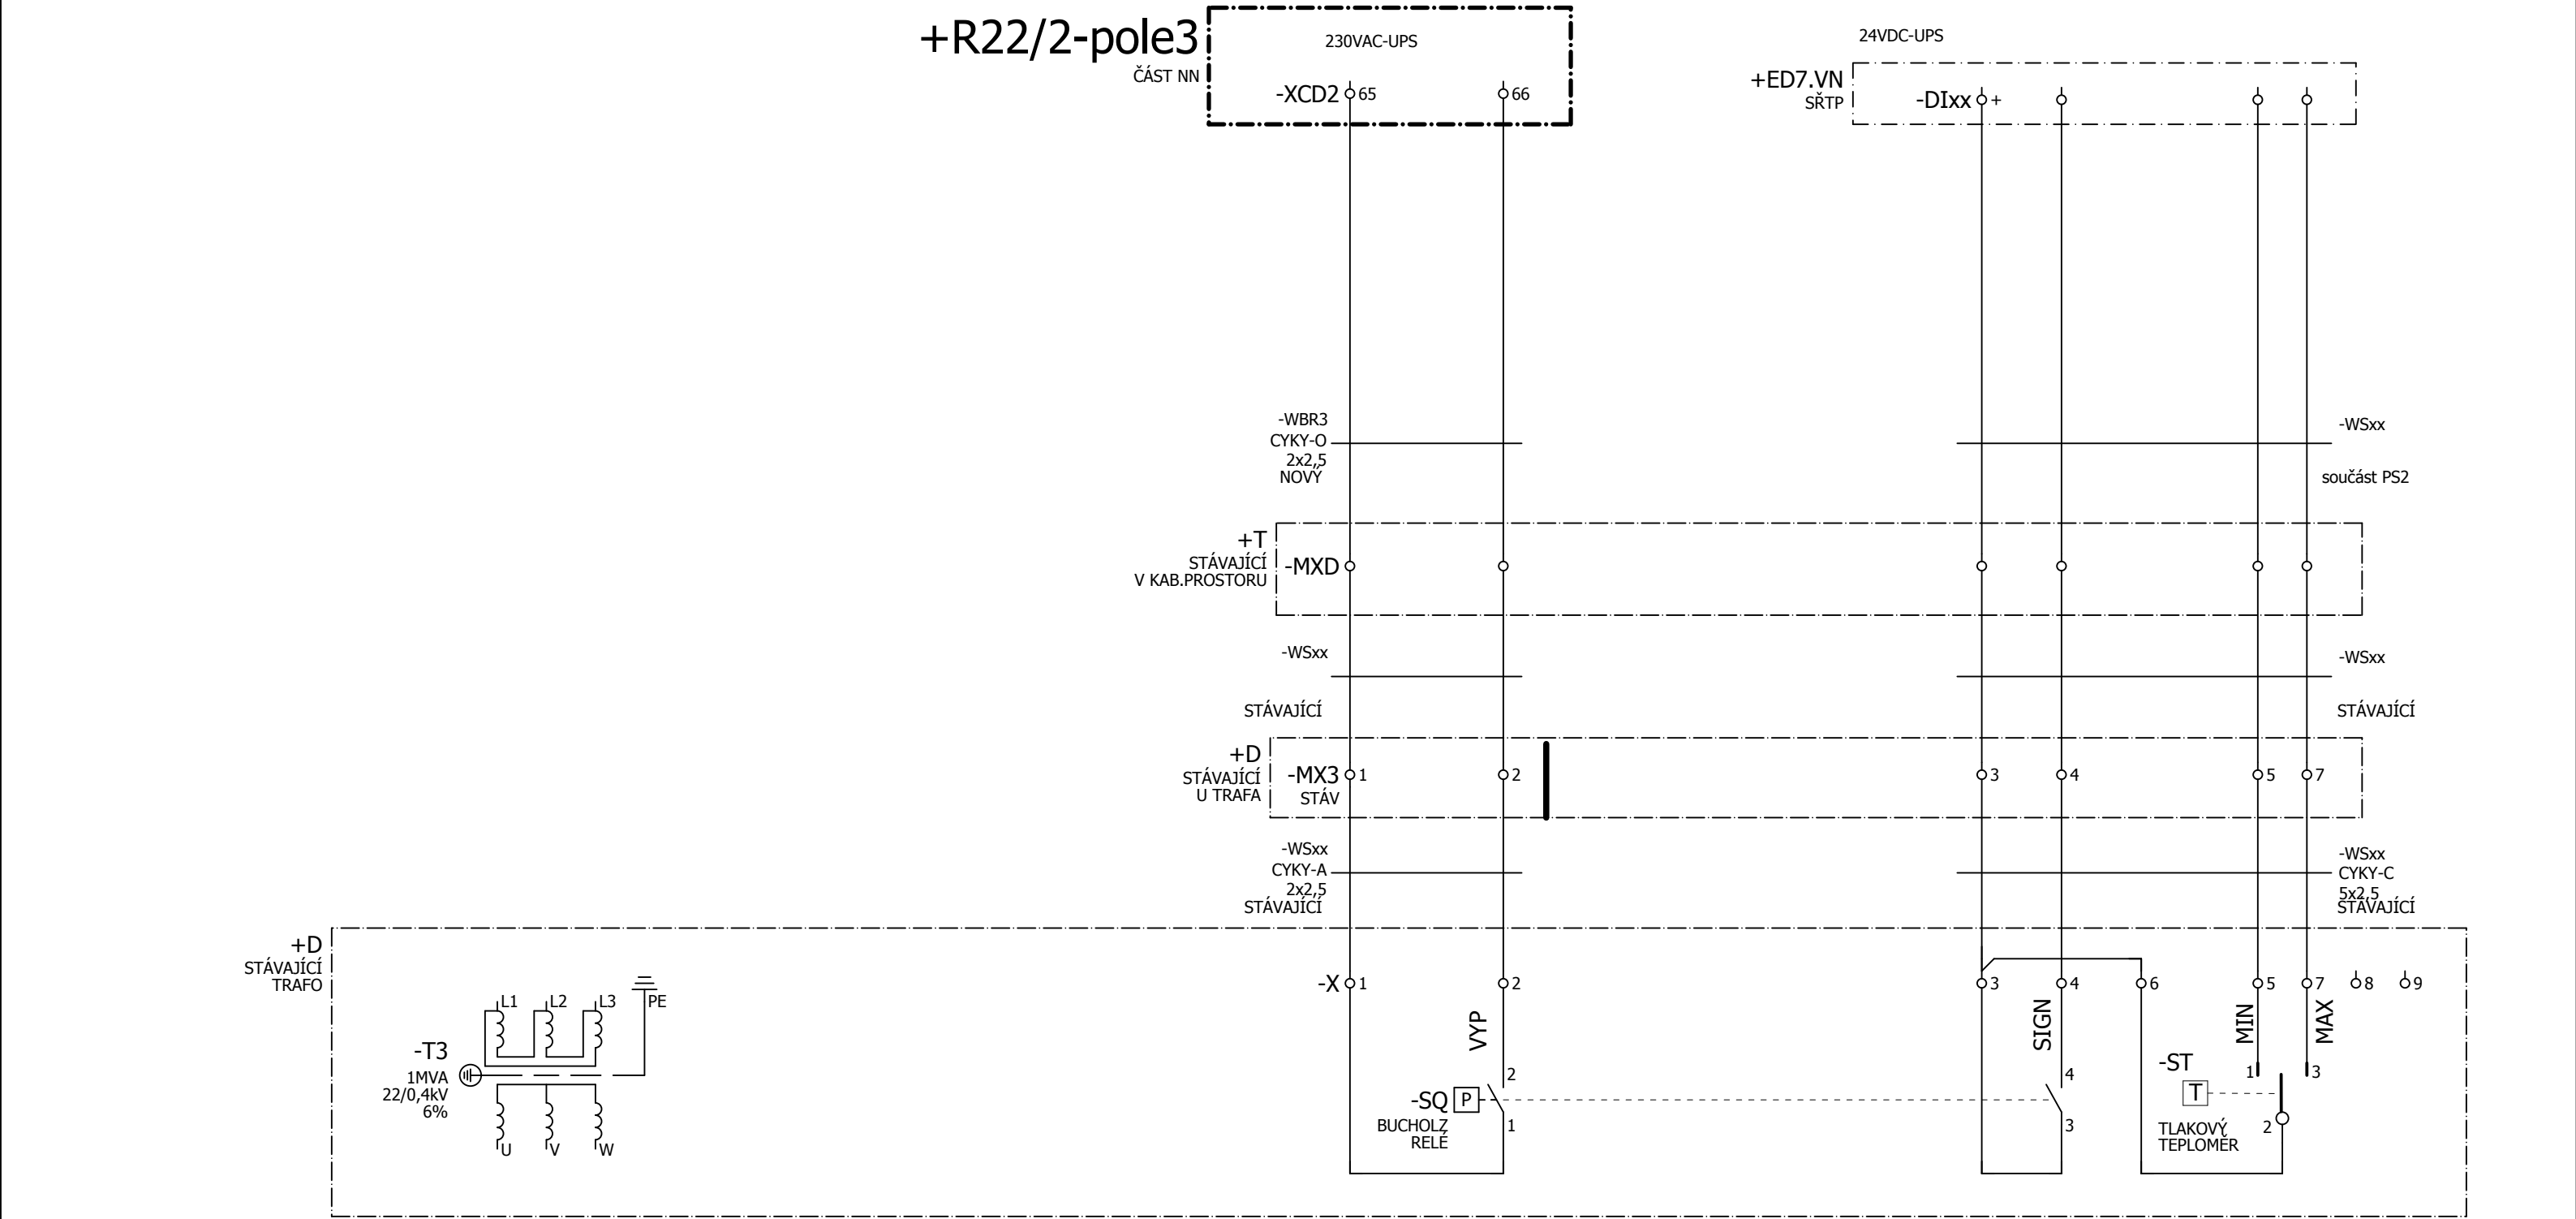 +R22/2-pole3
ČÁST NN
230VAC-UPS
-XCD2 65 66
24VDC-UPS
+ED7.VN
SŘTP
-DIxx +
-WBR3
CYKY-O
2x2,5
NOVÝ
-WSxx
součást PS2
+T
STÁVAJÍCÍ
V KAB.PROSTORU
-MXD
-WSxx
STÁVAJÍCÍ
-WSxx
STÁVAJÍCÍ
+D
STÁVAJÍCÍ
U TRAFA
-MX3 1 2 3 4 5 7
STÁV
-WSxx
CYKY-A
2x2,5
STÁVAJÍCÍ
-WSxx
CYKY-C
5x2,5
STÁVAJÍCÍ
+D
STÁVAJÍCÍ
TRAFO
L1 L2 L3 PE
-T3
1MVA
22/0,4kV
6%
U V W
-X 1 2 3 4 6 5 7 8 9
VYP
SIGN
MIN
MAX
2
-SQ P
BUCHOLZ
RELÉ
1
4
3
-ST
1 3
T
TLAKOVÝ
TEPLOMĚR
2